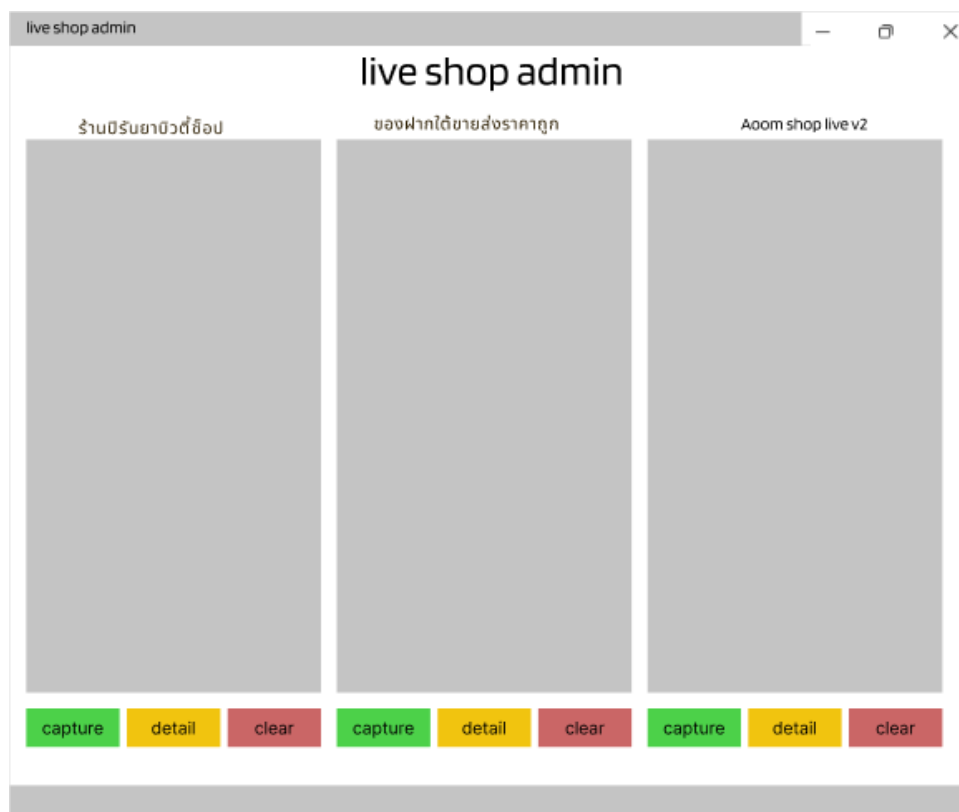 live shop admin
live shop admin
ร้านปิรันยาบิวตี้ช็อป
ของฝากใต้ขายส่งราคาถูก
Aoom shop live v2
capture detail clear capture detail clear capture detail clear